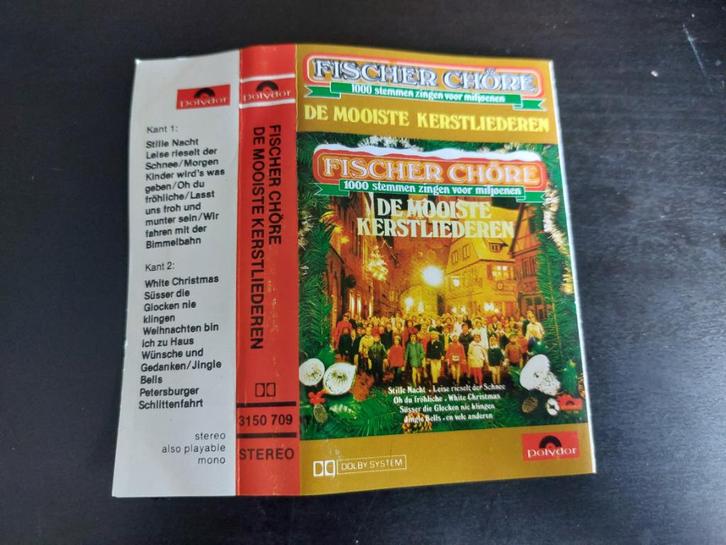 Polydor
Kant 1:
Stille Nacht
Leise rieselt der
Schnee/Morgen
Kinder wird's was
geben/Oh du
fröhliche/Lasst
uns froh und
munter sein/Wir
fahren mit der
Bimmelbahn
Kant 2:
White Christmas
Süsser die
Glocken nie
klingen
Weihnachten bin
ich zu Haus
Wünsche und
Gedanken/Jingle
Bells
Petersburger
Schlittenfahrt
stereo
also playable
mono
Polydor
FISCHER CHÖRE
DE MOOISTE KERSTLIEDEREN
3150 709
STEREO
FISCHER CHÖRE
1000 stemmen zingen voor miljoenen
DE MOOISTE KERSTLIEDEREN
FISCHER CHÖRE
1000 stemmen zingen voor miljoenen
DE MOOISTE
KERSTLIEDEREN
Stille Nacht • Leise rieselt der Schnee
Oh du fröhliche • White Christmas
Süsser die Glocken nie klingen
Jingle Bells • en vele anderen
DOLBY SYSTEM
Polydor